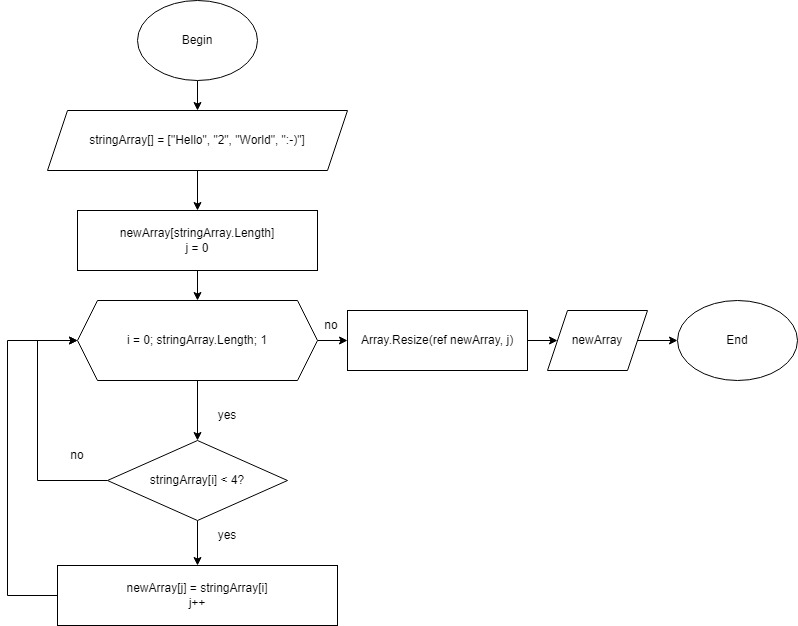 Begin
stringArray[] = ["Hello", "2", "World", ":-)"]
newArray[stringArray.Length]
j = 0
i = 0; stringArray.Length; 1
no
Array.Resize(ref newArray, j)
newArray
End
yes
no
stringArray[i] < 4?
yes
newArray[j] = stringArray[i]
j++